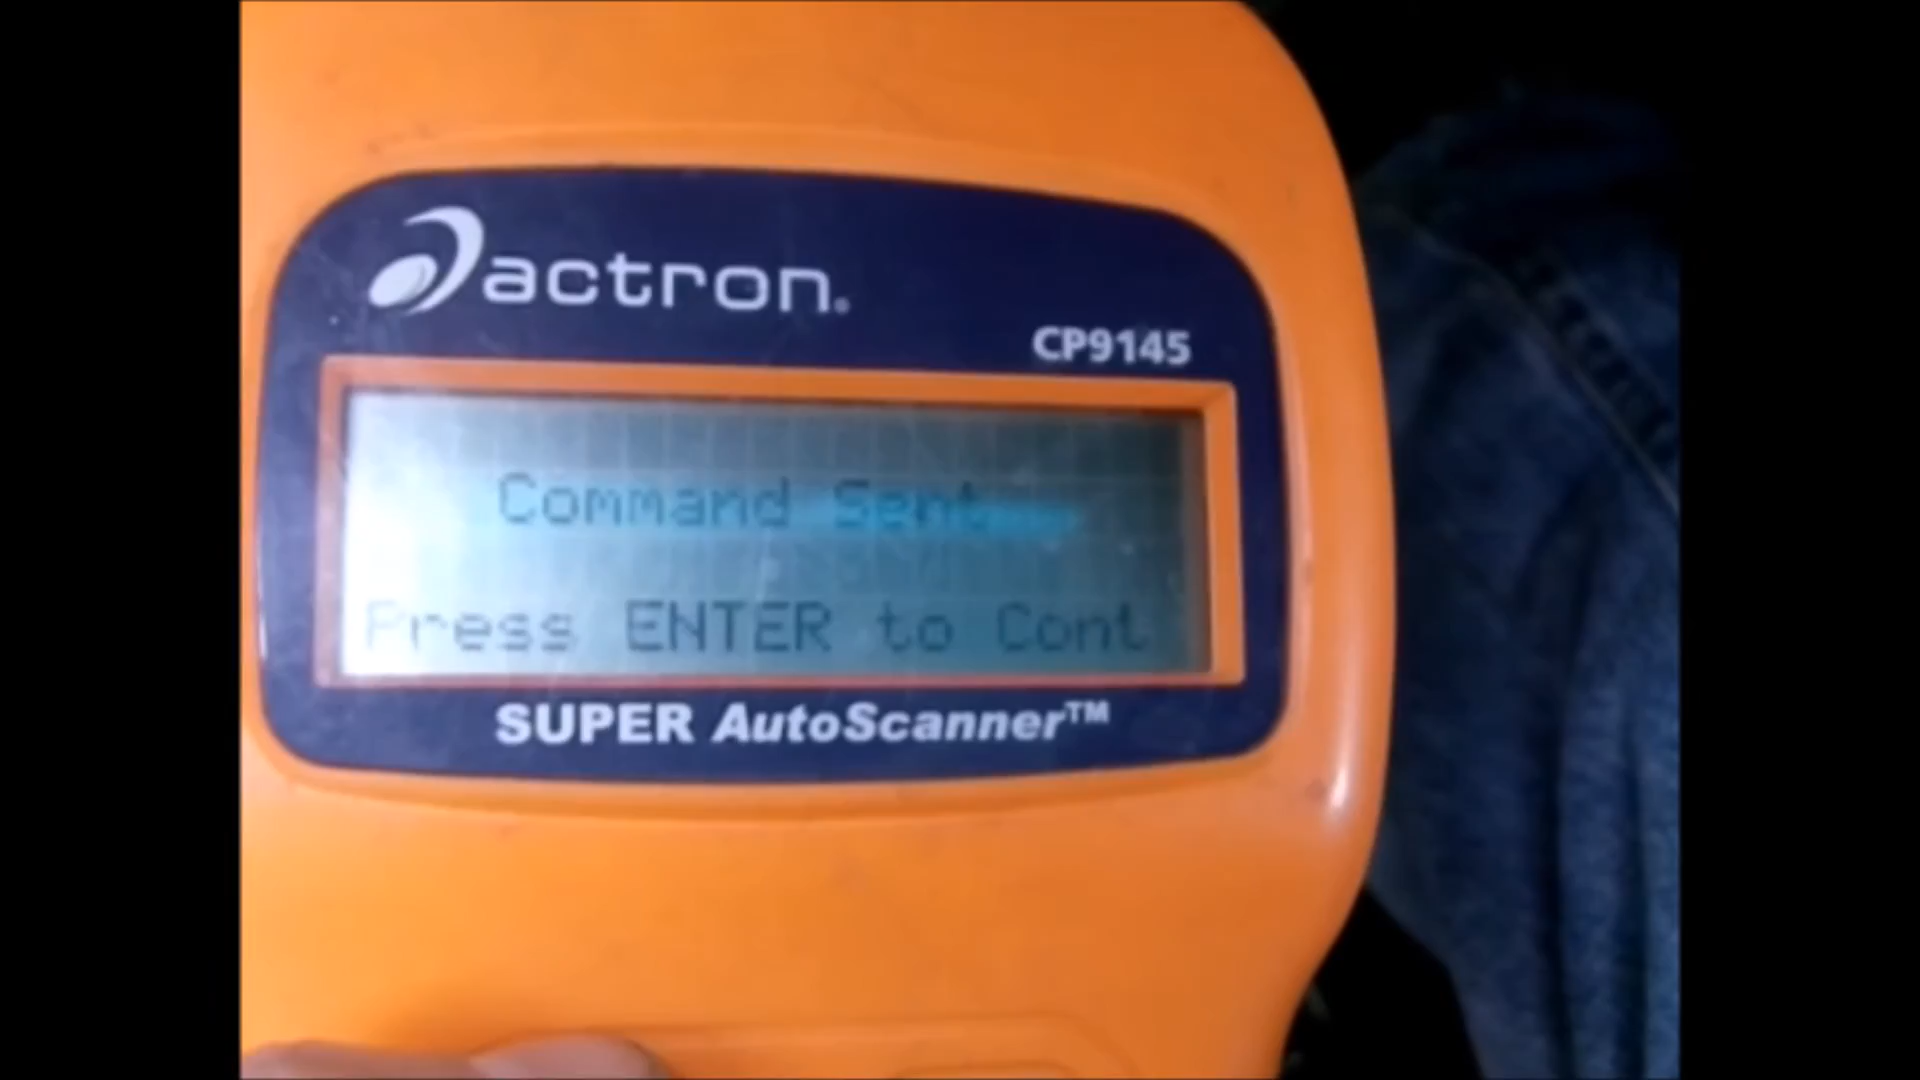 actron
CP9145
Command Sent
Press ENTER to Cont
SUPER AutoScanner™